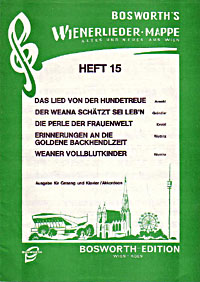 BOSWORTH'S
WIENERLIEDER-MAPPE
ALTES UND NEUES AUS WIEN
HEFT 15
DAS LIED VON DER HUNDETREUE
DER WEANA SCHÄTZT SEI LEB'N
DIE PERLE DER FRAUENWELT
ERINNERUNGEN AN DIE
GOLDENE BACKHENDLZEIT
WEANER VOLLBLUTKINDER
Ausgabe für Gesang und Klavier/Akkordeon
BOSWORTH-EDITION
WIEN · KÖLN